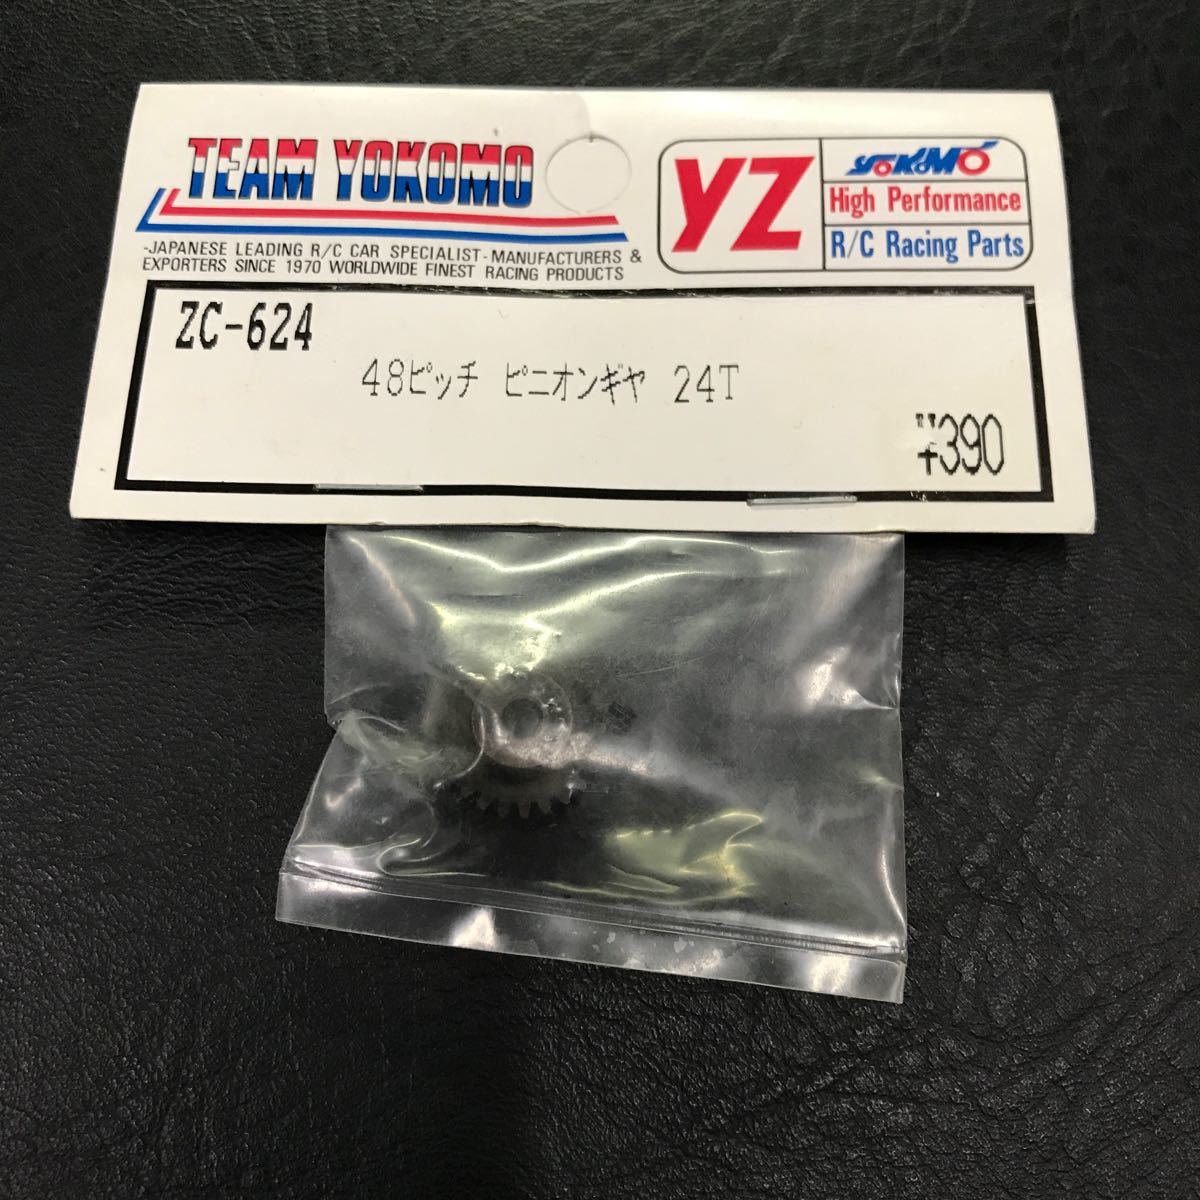 TEAM YOKOMO
-JAPANESE LEADING R/C CAR SPECIALIST-MANUFACTURERS &
EXPORTERS SINCE 1970 WORLDWIDE FINEST RACING PRODUCTS
YZ
YOKOMO
High Performance
R/C Racing Parts
ZC-624
48ピッチ ピニオンギヤ 24T
¥390